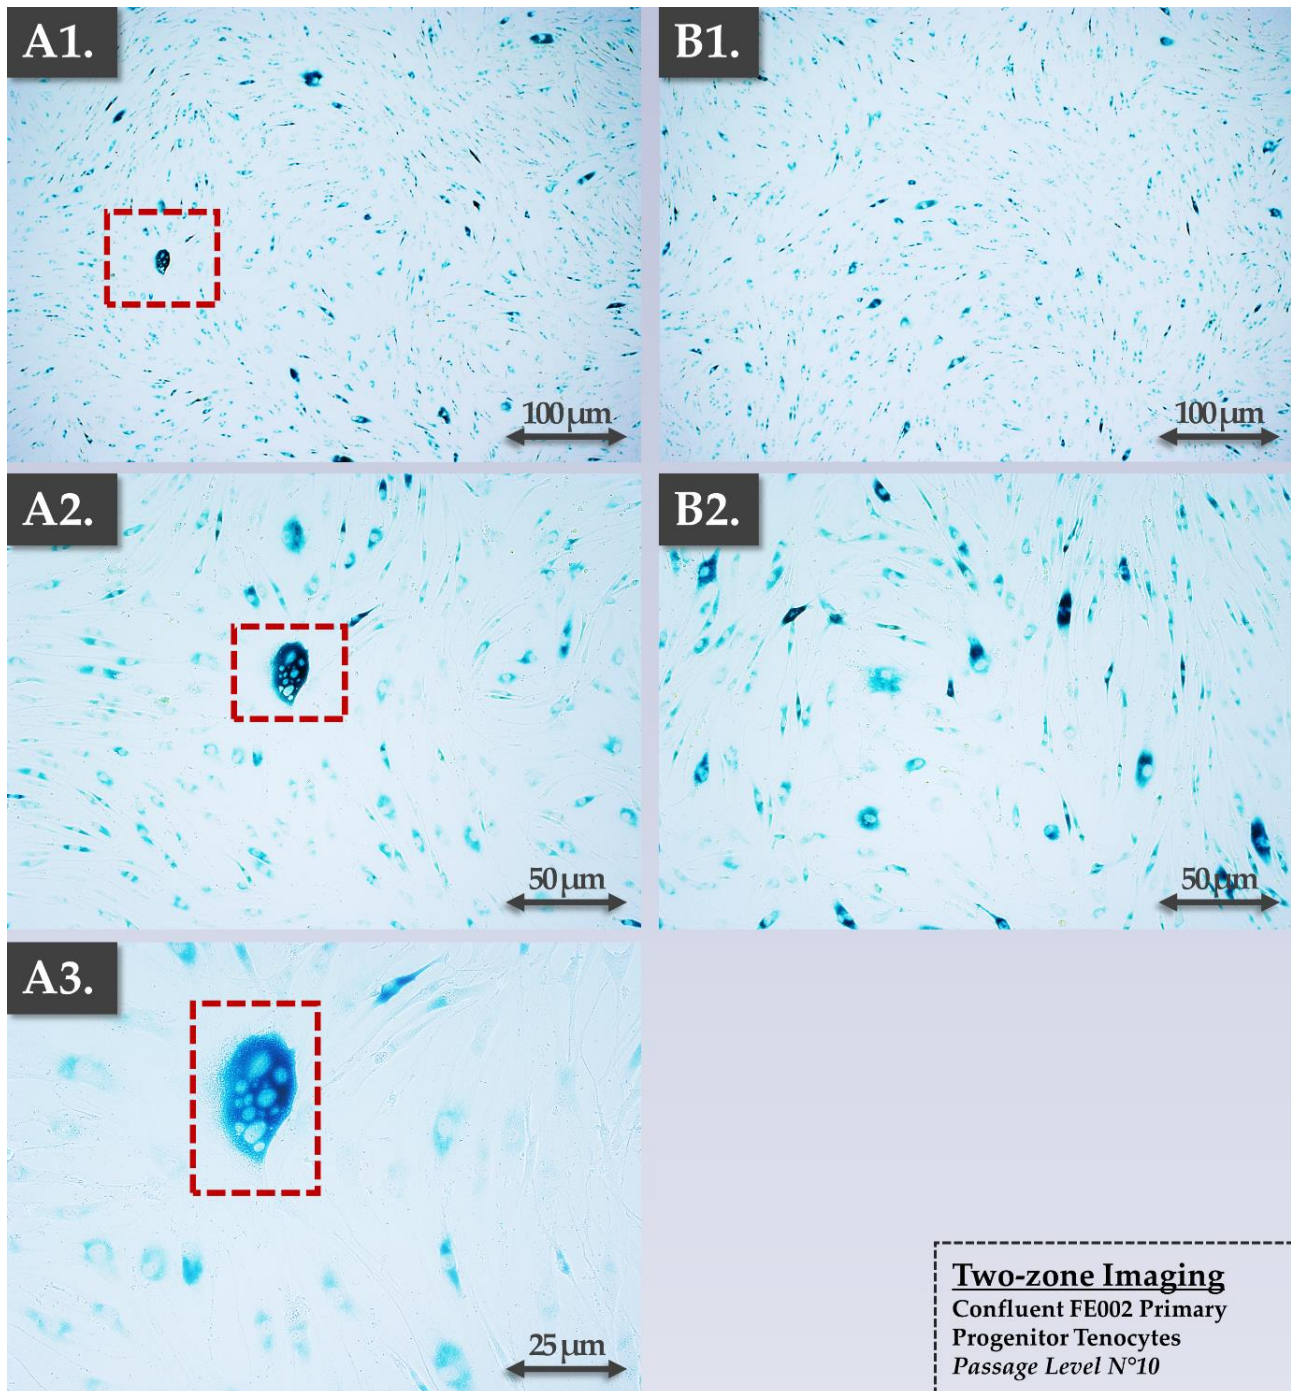 A1.
B1.
100 µm
100 µm
A2.
B2.
50 µm
50 µm
A3.
25 µm
Two-zone Imaging
Confluent FE002 Primary
Progenitor Tenocytes
Passage Level N°10